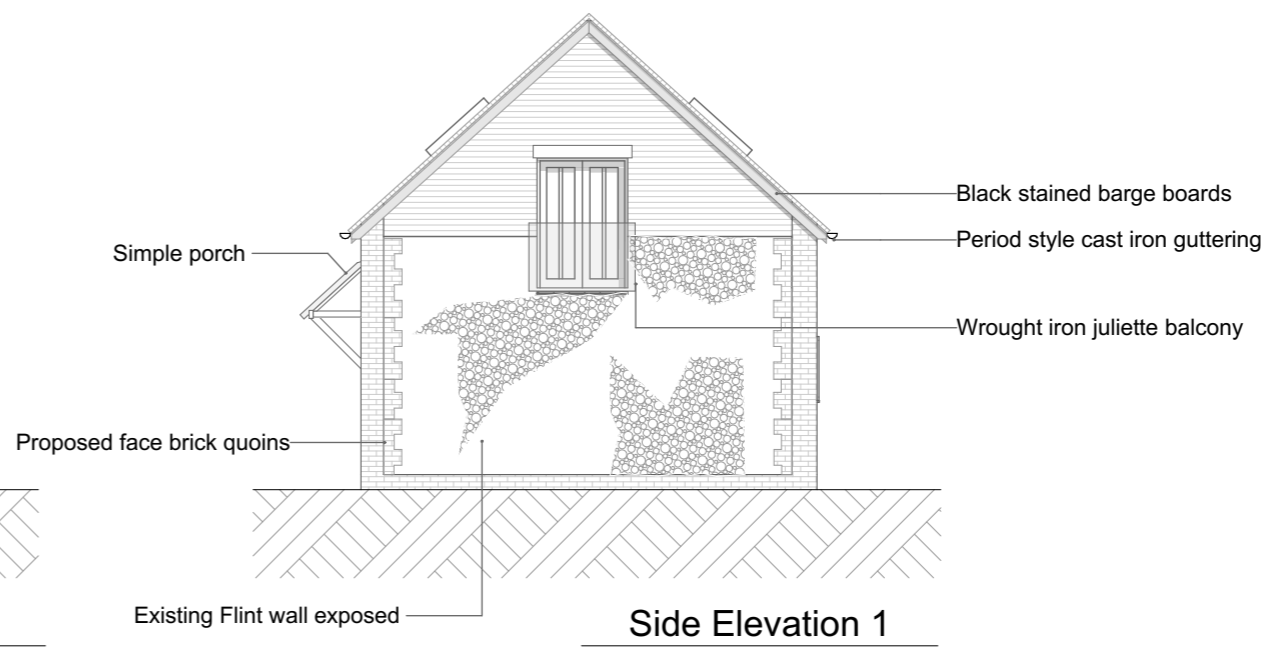 Black stained barge boards
Simple porch
Period style cast iron guttering
Wrought iron juliette balcony
Proposed face brick quoins
Existing Flint wall exposed
Side Elevation 1